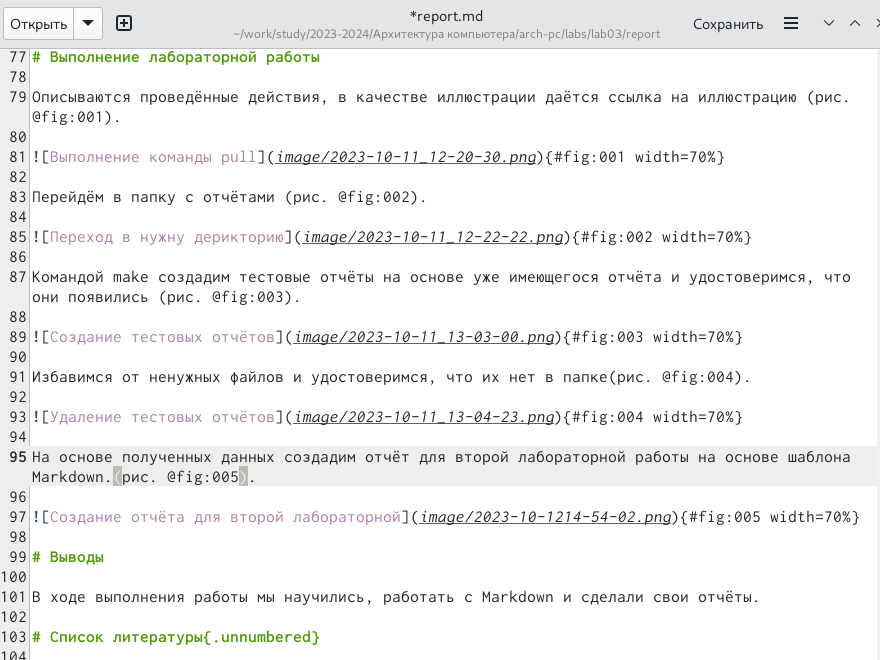 Открыть
*report.md
~/work/study/2023-2024/Архитектура компьютера/arch-pc/labs/lab03/report
Сохранить
77 # Выполнение лабораторной работы
78
79 Описываются проведённые действия, в качестве иллюстрации даётся ссылка на иллюстрацию (рис.
@fig:001).
80
81 ![Выполнение команды pull](image/2023-10-11_12-20-30.png){#fig:001 width=70%}
82
83 Перейдём в папку с отчётами (рис. @fig:002).
84
85 ![Переход в нужну дерикторию](image/2023-10-11_12-22-22.png){#fig:002 width=70%}
86
87 Командой make создадим тестовые отчёты на основе уже имеющегося отчёта и удостоверимся, что
они появились (рис. @fig:003).
88
89 ![Создание тестовых отчётов](image/2023-10-11_13-03-00.png){#fig:003 width=70%}
90
91 Избавимся от ненужных файлов и удостоверимся, что их нет в папке(рис. @fig:004).
92
93 ![Удаление тестовых отчётов](image/2023-10-11_13-04-23.png){#fig:004 width=70%}
94
95 На основе полученных данных создадим отчёт для второй лабораторной работы на основе шаблона
Markdown.(рис. @fig:005).
96
97 ![Создание отчёта для второй лабораторной](image/2023-10-1214-54-02.png){#fig:005 width=70%}
98
99 # Выводы
100
101 В ходе выполнения работы мы научились, работать с Markdown и сделали свои отчёты.
102
103 # Список литературы{.unnumbered}
104